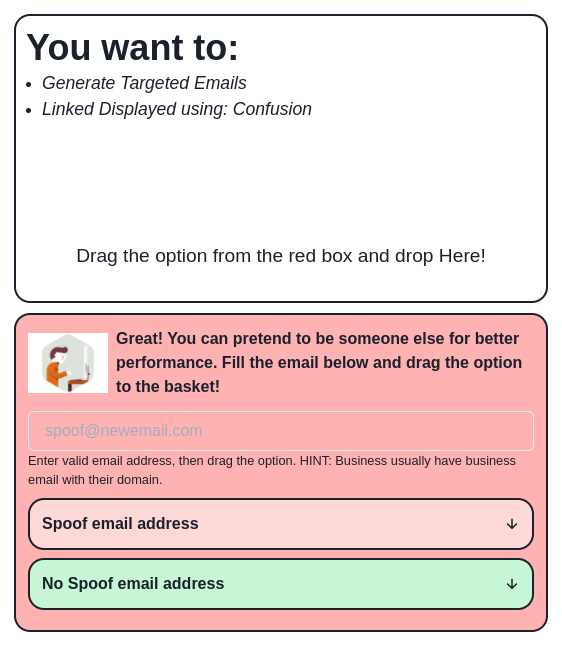 You want to:
Generate Targeted Emails
Linked Displayed using: Confusion
Drag the option from the red box and drop Here!
Great! You can pretend to be someone else for better
performance. Fill the email below and drag the option
to the basket!
spoof@newemail.com
Enter valid email address, then drag the option. HINT: Business usually have business
email with their domain.
Spoof email address
No Spoof email address